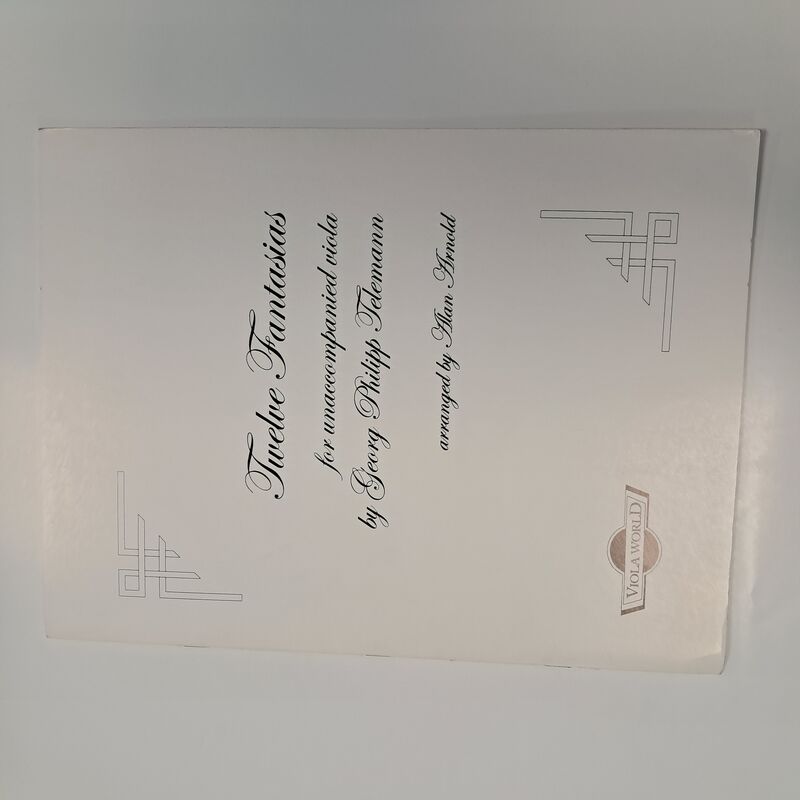 Twelve Fantasias
for unaccompanied viola
by Georg Philipp Telemann
arranged by Alan Arnold
VIOLA WORLD